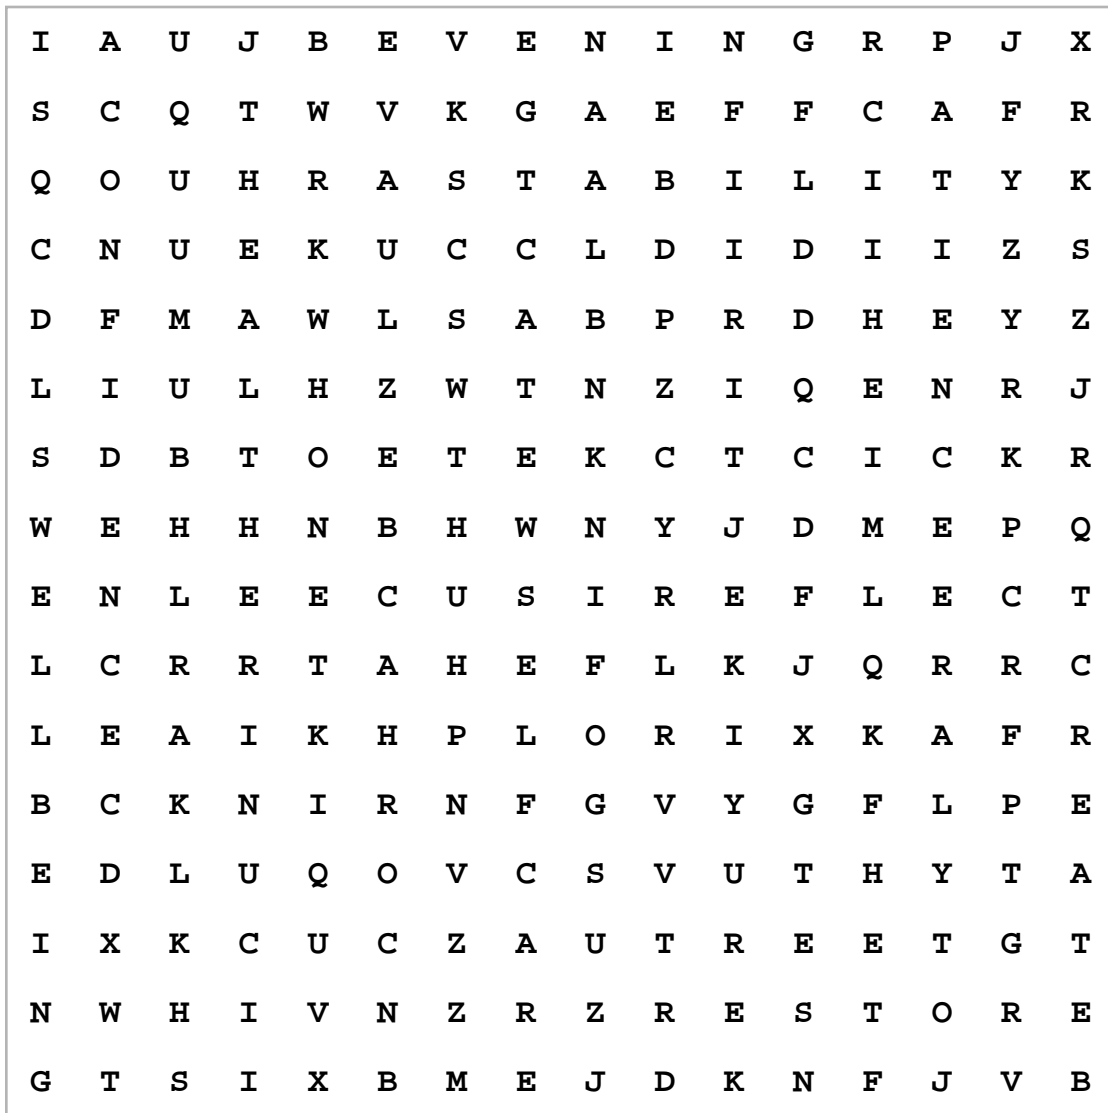 I A U J B E V E N I N G R P J X
S C Q T W V K G A E F F C A F R
Q O U H R A S T A B I L I T Y K
C N U E K U C C L D I D I I Z S
D F M A W L S A B P R D H E Y Z
L I U L H Z W T N Z I Q E N R J
S D B T O E T E K C T C I C K R
W E H H N B H W N Y J D M E P Q
E N L E E C U S I R E F L E C T
L C R R T A H E F L K J Q R R C
L E A I K H P L O R I X K A F R
B C K N I R N F G V Y G F L P E
E D L U Q O V C S V U T H Y T A
I X K C U C Z A U T R E E T G T
N W H I V N Z R Z R E S T O R E
G T S I X B M E J D K N F J V B